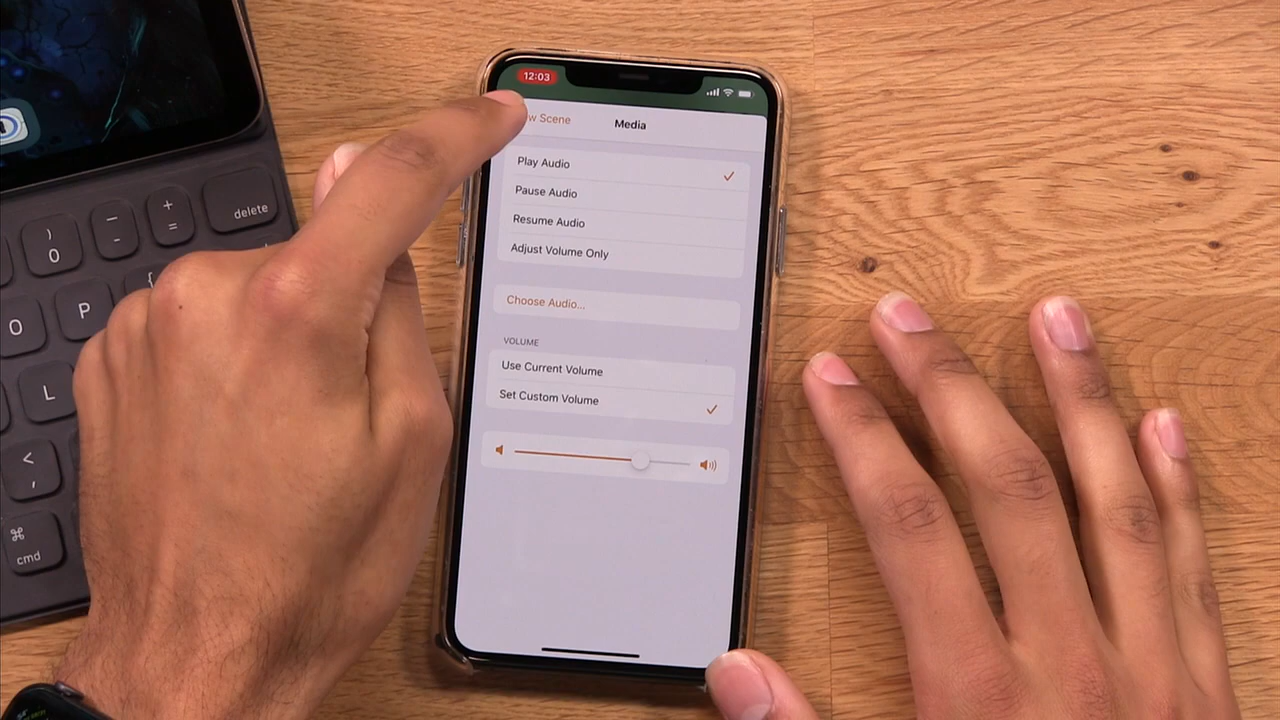 12:03
w Scene
Media
Play Audio
Pause Audio
Resume Audio
Adjust Volume Only
Choose Audio...
VOLUME
Use Current Volume
Set Custom Volume
)
0
–
-
+
=
delete
{
O
P
L
<
,
⌘
cmd